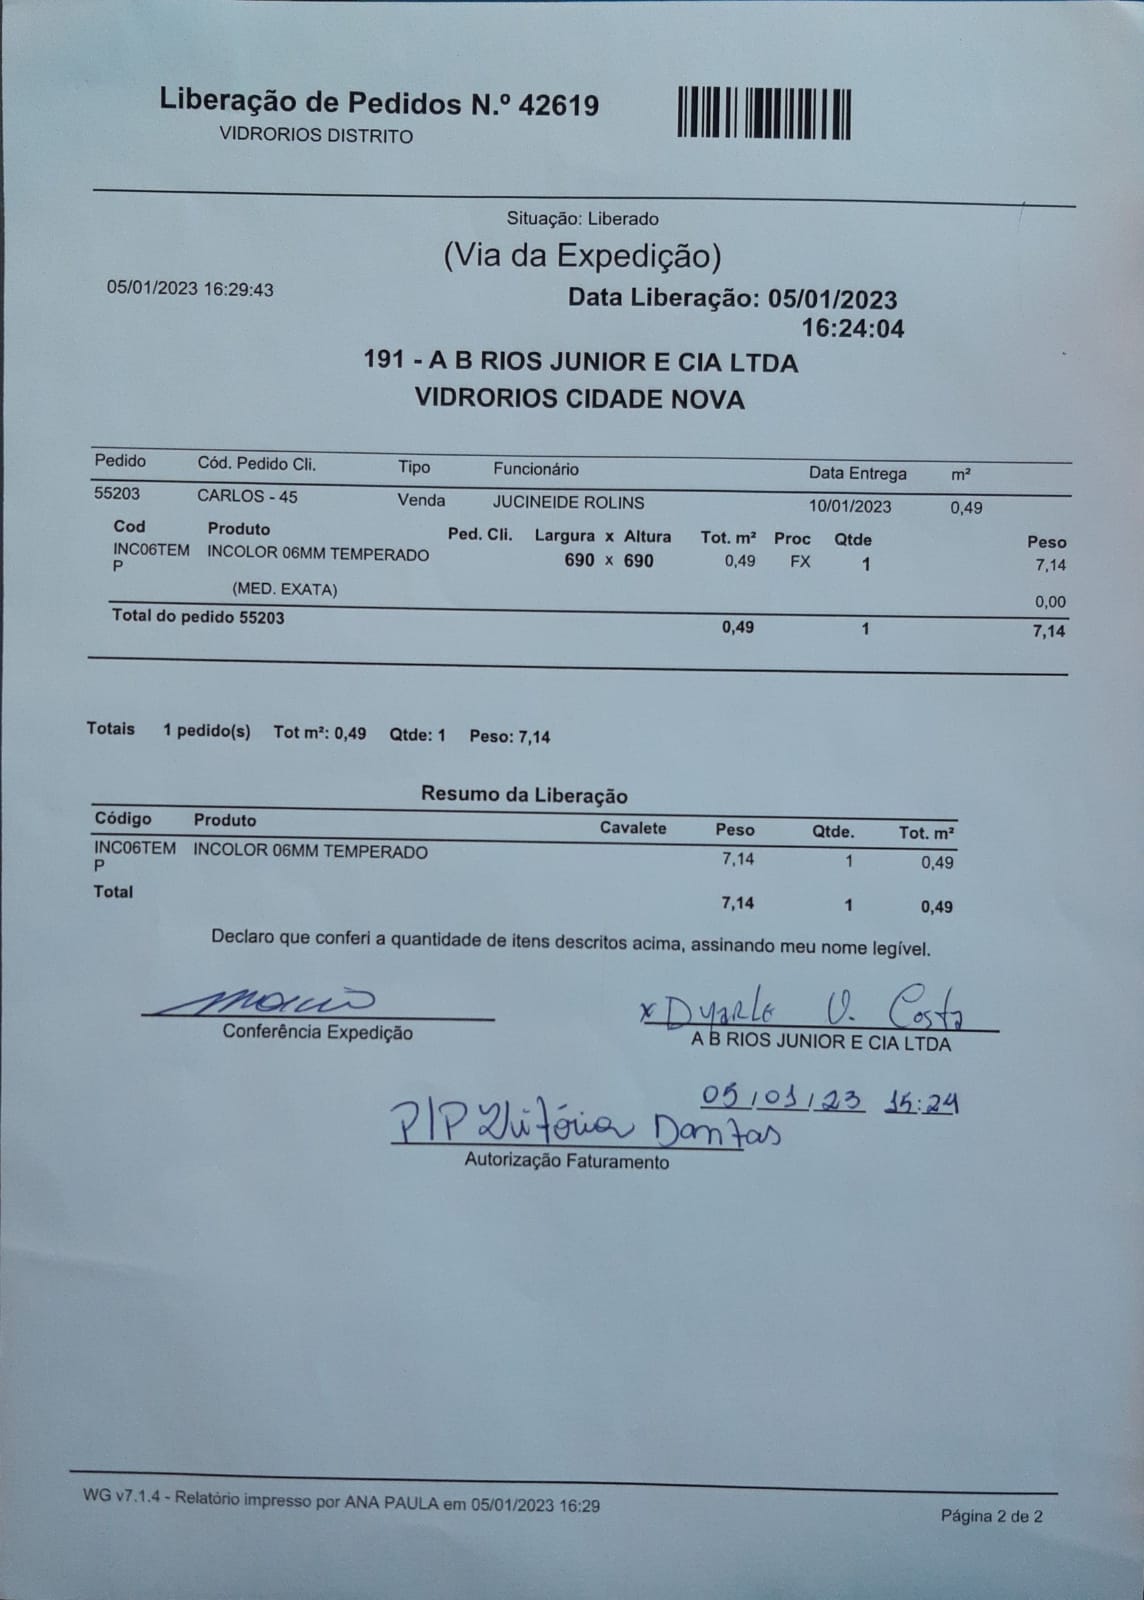 Liberação de Pedidos N.º 42619
VIDRORIOS DISTRITO
Situação: Liberado
(Via da Expedição)
05/01/2023 16:29:43
Data Liberação: 05/01/2023
16:24:04
191 - A B RIOS JUNIOR E CIA LTDA
VIDRORIOS CIDADE NOVA
Pedido Cód. Pedido Cli. Tipo Funcionário Data Entrega m²
55203 CARLOS - 45 Venda JUCINEIDE ROLINS 10/01/2023 0,49
Cod Produto Ped. Cli. Largura x Altura Tot. m² Proc Qtde Peso
INC06TEM INCOLOR 06MM TEMPERADO 690 x 690 0,49 FX 1 7,14
P
(MED. EXATA) 0,00
Total do pedido 55203 0,49 1 7,14
Totais 1 pedido(s) Tot m²: 0,49 Qtde: 1 Peso: 7,14
Resumo da Liberação
Código Produto Cavalete Peso Qtde. Tot. m²
INC06TEM INCOLOR 06MM TEMPERADO 7,14 1 0,49
P
Total 7,14 1 0,49
Declaro que conferi a quantidade de itens descritos acima, assinando meu nome legível.
x Dyarle V. Costa
Conferência Expedição
A B RIOS JUNIOR E CIA LTDA
05/01/23 15:24
P/P Vitória Dantas
Autorização Faturamento
WG v7.1.4 - Relatório impresso por ANA PAULA em 05/01/2023 16:29
Página 2 de 2